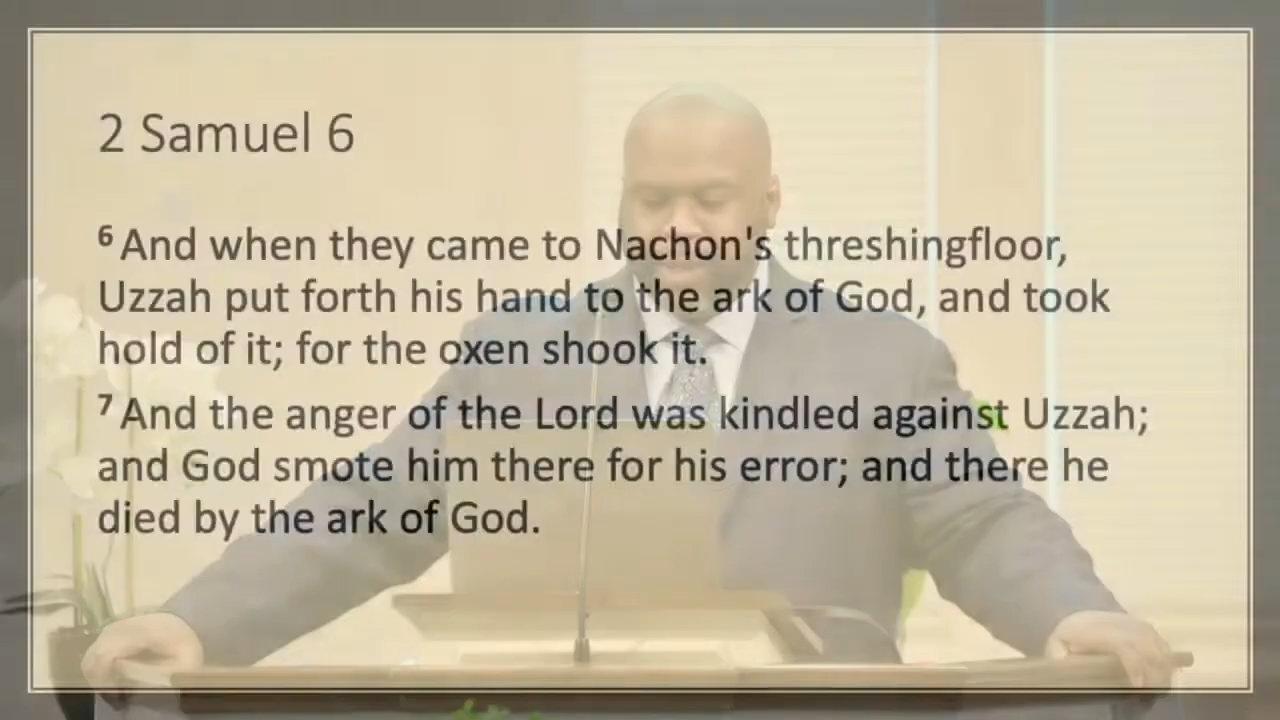 2 Samuel 6
6 And when they came to Nachon's threshingfloor,
Uzzah put forth his hand to the ark of God, and took
hold of it; for the oxen shook it.
7 And the anger of the Lord was kindled against Uzzah;
and God smote him there for his error; and there he
died by the ark of God.